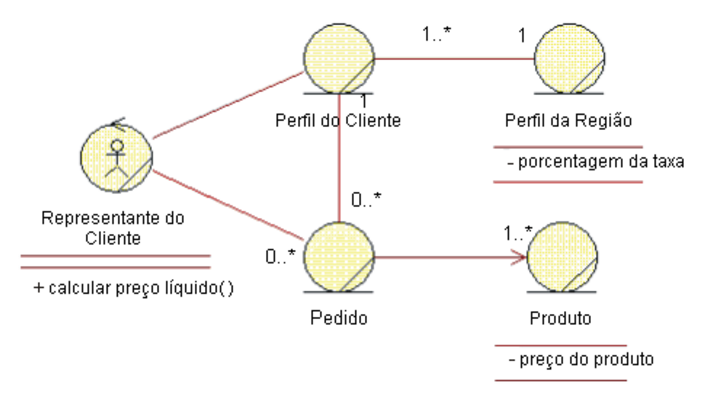 1..*
1
1
Perfil do Cliente
Perfil da Região
- porcentagem da taxa
Representante do
Cliente
+ calcular preço líquido()
0..*
0..*
1..*
Pedido
Produto
- preço do produto